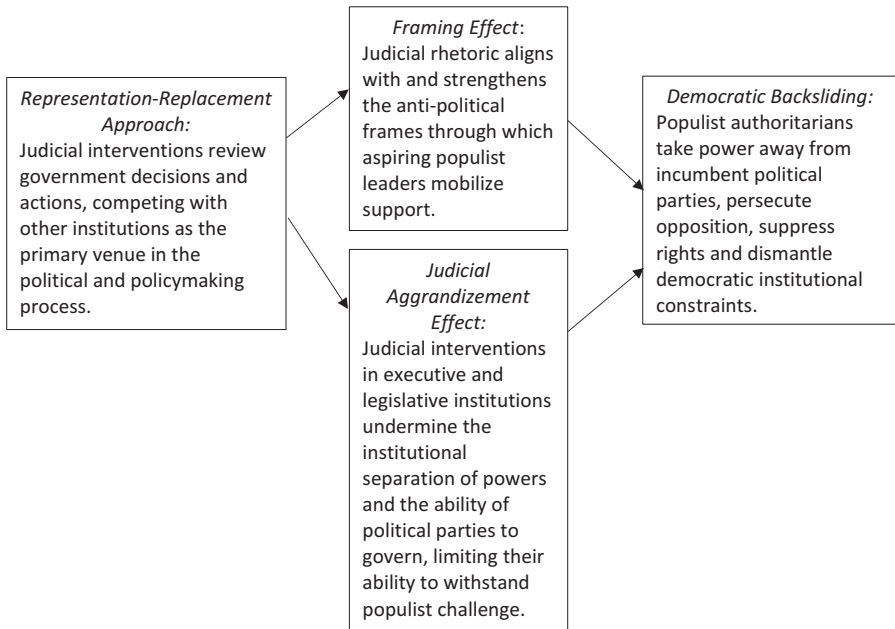 Representation-Replacement
Approach:
Judicial interventions review
government decisions and
actions, competing with
other institutions as the
primary venue in the
political and policymaking
process.
Framing Effect:
Judicial rhetoric aligns
with and strengthens
the anti-political
frames through which
aspiring populist
leaders mobilize
support.
Judicial
Aggrandizement
Effect:
Judicial interventions
in executive and
legislative institutions
undermine the
institutional
separation of powers
and the ability of
political parties to
govern, limiting their
ability to withstand
populist challenge.
Democratic Backsliding:
Populist authoritarians
take power away from
incumbent political
parties, persecute
opposition, suppress
rights and dismantle
democratic institutional
constraints.